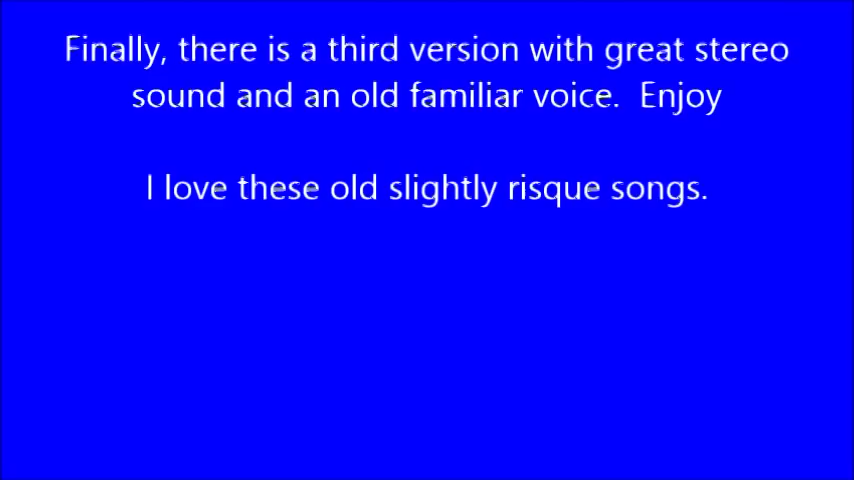 Finally, there is a third version with great stereo
sound and an old familiar voice.  Enjoy
I love these old slightly risque songs.